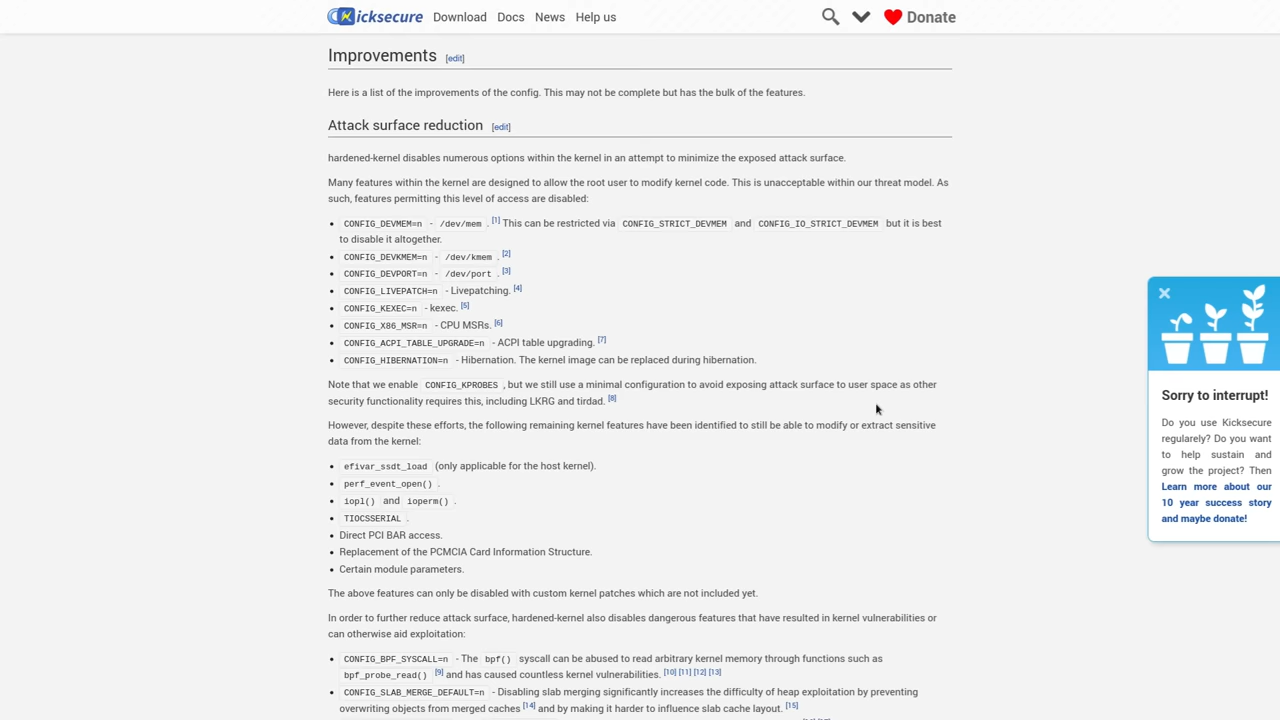 icksecure Download Docs News Help us Donate
Improvements [edit]
Here is a list of the improvements of the config. This may not be complete but has the bulk of the features.
Attack surface reduction [edit]
hardened-kernel disables numerous options within the kernel in an attempt to minimize the exposed attack surface.
Many features within the kernel are designed to allow the root user to modify kernel code. This is unacceptable within our threat model. As
such, features permitting this level of access are disabled:
• CONFIG_DEVMEM=n - /dev/mem . [1] This can be restricted via CONFIG_STRICT_DEVMEM and CONFIG_IO_STRICT_DEVMEM but it is best
to disable it altogether.
• CONFIG_DEVKMEM=n - /dev/kmem . [2]
• CONFIG_DEVPORT=n - /dev/port . [3]
• CONFIG_LIVEPATCH=n - Livepatching. [4]
• CONFIG_KEXEC=n - kexec. [5]
• CONFIG_X86_MSR=n - CPU MSRs. [6]
• CONFIG_ACPI_TABLE_UPGRADE=n - ACPI table upgrading. [7]
• CONFIG_HIBERNATION=n - Hibernation. The kernel image can be replaced during hibernation.
Note that we enable CONFIG_KPROBES , but we still use a minimal configuration to avoid exposing attack surface to user space as other
security functionality requires this, including LKRG and tirdad. [8]
However, despite these efforts, the following remaining kernel features have been identified to still be able to modify or extract sensitive
data from the kernel:
• efivar_ssdt_load (only applicable for the host kernel).
• perf_event_open() .
• iopl() and ioperm() .
• TIOCSSERIAL .
• Direct PCI BAR access.
• Replacement of the PCMCIA Card Information Structure.
• Certain module parameters.
The above features can only be disabled with custom kernel patches which are not included yet.
In order to further reduce attack surface, hardened-kernel also disables dangerous features that have resulted in kernel vulnerabilities or
can otherwise aid exploitation:
• CONFIG_BPF_SYSCALL=n - The bpf() syscall can be abused to read arbitrary kernel memory through functions such as
bpf_probe_read() [9] and has caused countless kernel vulnerabilities. [10] [11] [12] [13]
• CONFIG_SLAB_MERGE_DEFAULT=n - Disabling slab merging significantly increases the difficulty of heap exploitation by preventing
overwriting objects from merged caches [14] and by making it harder to influence slab cache layout. [15]
Sorry to interrupt!
Do you use Kicksecure
regularly? Do you want
to help sustain and
grow the project? Then
Learn more about our
10 year success story
and maybe donate!